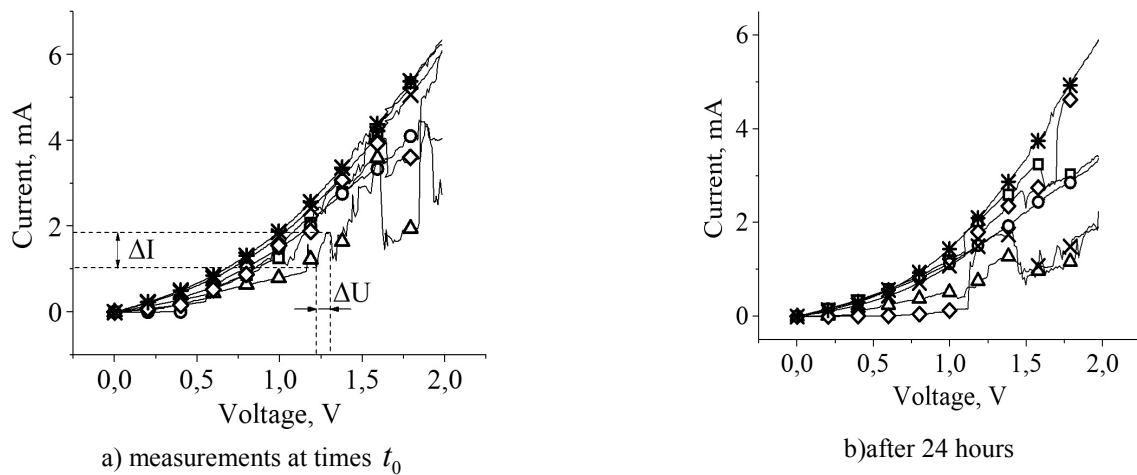 Current, mA
6
4
2
0
ΔI
ΔU
0,0 0,5 1,0 1,5 2,0
Voltage, V
a) measurements at times t₀
Current, mA
6
4
2
0
0,0 0,5 1,0 1,5 2,0
Voltage, V
b)after 24 hours